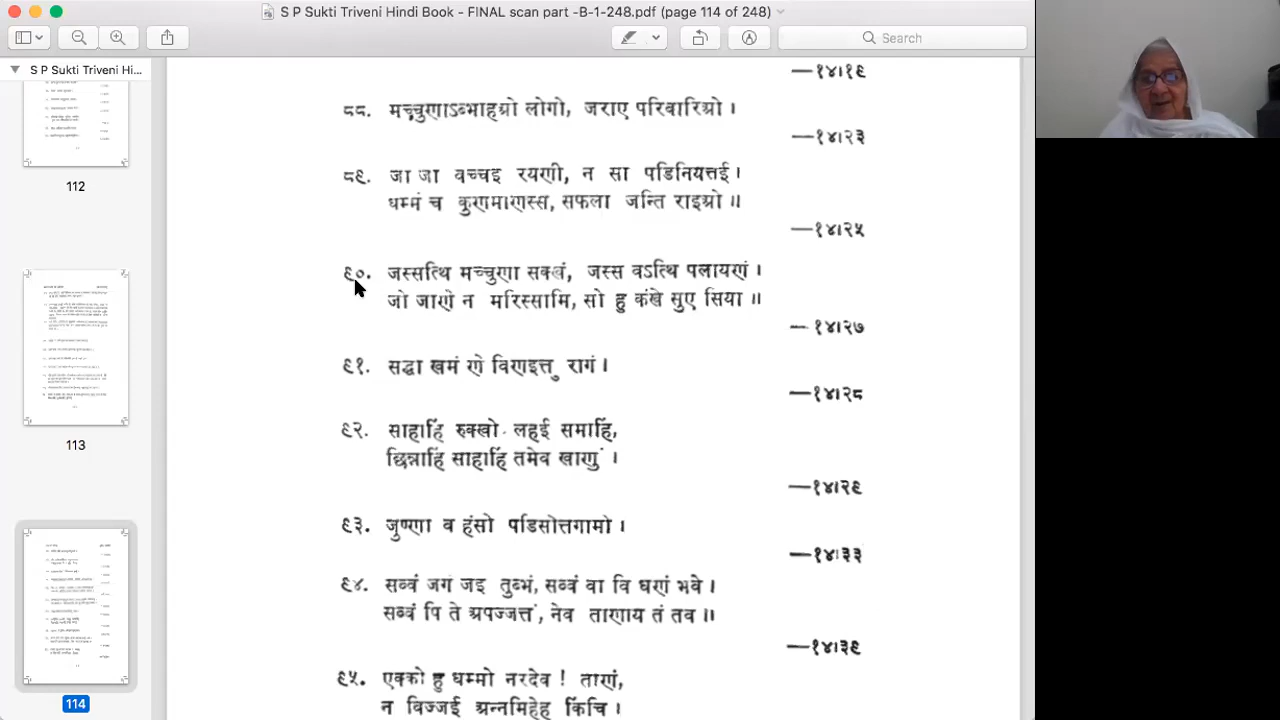 S P Sukti Triveni Hindi Book - FINAL scan part -B-1-248.pdf (page 114 of 248)
Search
S P Sukti Triveni Hi...
112
113
114
—१४।१९
८८. मच्चुणाऽब्भाहओ लोगो, जराए परिवारिओ।
—१४।२३
८९. जा जा वच्चइ रयणी, न सा पडिनियत्तई।
धम्मं च कुणमाणस्स, सफला जन्ति राइओ॥
—१४।२५
९०. जस्सत्थि मच्चुणा सक्खं, जस्स वऽत्थि पलायणं।
जो जाणे न मरिस्सामि, सो हु कंखे सुए सिया॥
—१४।२७
९१. सद्धा खमं णे विणइत्तु रागं।
—१४।२८
९२. साहाहिं रुक्खो लहई समाहिं,
छिन्नाहिं साहाहिं तमेव खाणुं।
—१४।२९
९३. जुण्णा व हंसो पडिसोत्तगामो।
—१४।३३
९४. सव्वं जगं जइ तुब्भं, सव्वं वा वि धणं भवे।
सव्वं पि ते अपज्जत्तं, नेव ताणाय तं तव॥
—१४।३९
९५. एक्को हु धम्मो नरदेव! ताणं,
न विज्जई अन्नमिहेह किंचि।